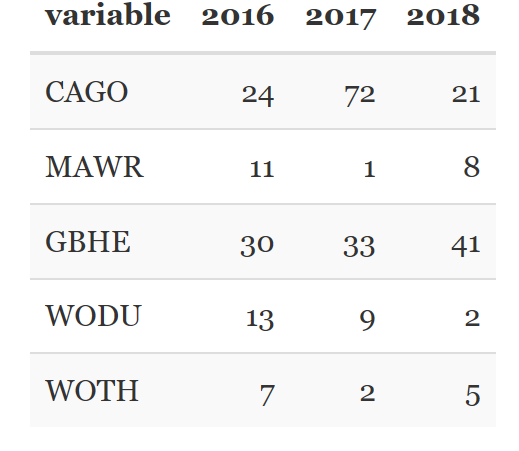 variable 2016 2017 2018
CAGO 24 72 21
MAWR 11 1 8
GBHE 30 33 41
WODU 13 9 2
WOTH 7 2 5